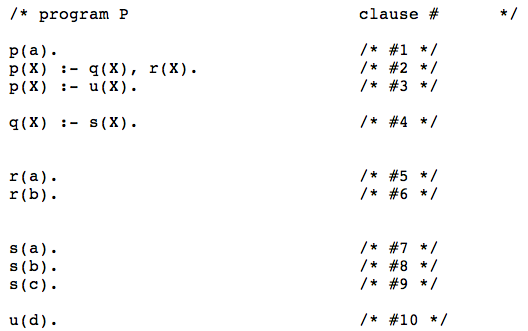 /* program P                         clause #      */
p(a).                                /* #1 */
p(X) :- q(X), r(X).                  /* #2 */
p(X) :- u(X).                        /* #3 */
q(X) :- s(X).                        /* #4 */
r(a).                                /* #5 */
r(b).                                /* #6 */
s(a).                                /* #7 */
s(b).                                /* #8 */
s(c).                                /* #9 */
u(d).                                /* #10 */